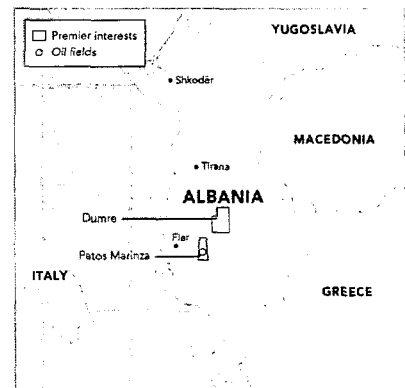 Premier interests
Oil fields
YUGOSLAVIA
Shkodër
MACEDONIA
Tirana
ALBANIA
Dumre
Fier
Patos Marinza
ITALY
GREECE